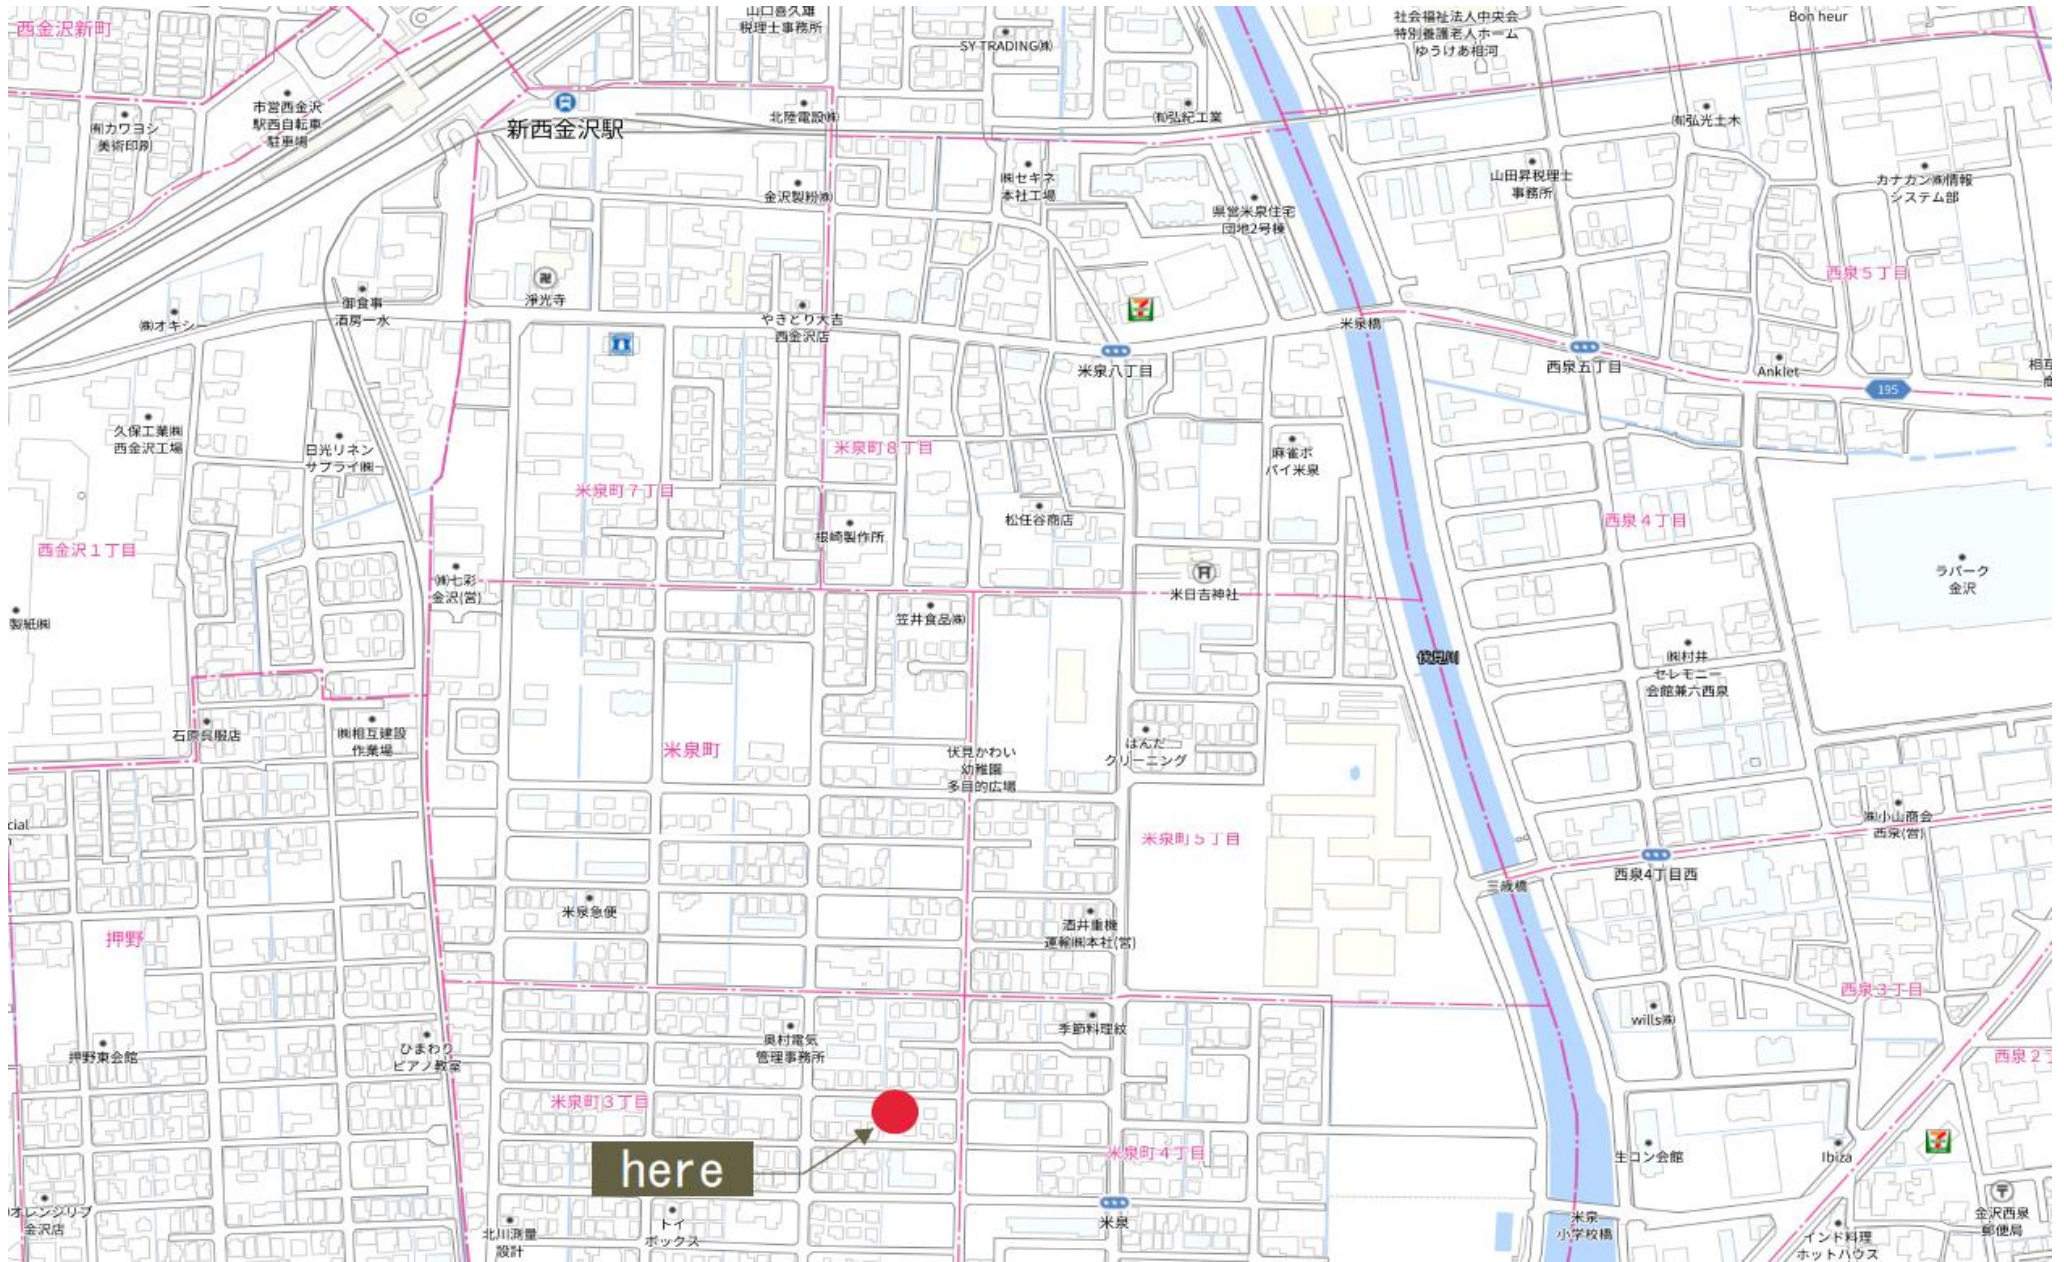 西金沢新町
山口喜久雄
税理士事務所
SY TRADING㈱
社会福祉法人中央会
特別養護老人ホーム
ゆうけあ相河
Bon heur
市営西金沢
駅西自転車
駐車場
㈲カワヨシ
美術印刷
新西金沢駅
北陸電設㈱
㈲弘紀工業
㈲弘光土木
金沢製粉㈱
㈱セキネ
本社工場
県営米泉住宅
団地2号棟
山田昇税理士
事務所
カナカン㈱情報
システム部
西泉5丁目
㈱オキシー
御食事
酒房一水
淨光寺
やきとり大吉
西金沢店
米泉八丁目
米泉橋
西泉五丁目
Anklet
195
久保工業㈱
西金沢工場
日光リネン
サプライ㈱
米泉町8丁目
麻雀ポ
パイ米泉
米泉町7丁目
松任谷商店
根崎製作所
西泉4丁目
西金沢1丁目
㈱七彩
金沢(営)
米日吉神社
ラパーク
金沢
製紙㈱
笠井食品㈱
伏見川
㈱村井
セレモニー
会館兼六西泉
石原呉服店
㈱相互建設
作業場
米泉町
伏見かわい
幼稚園
多目的広場
はんだ
クリーニング
cial
米泉町5丁目
㈱小山商会
西泉(営)
西泉4丁目西
三歳橋
押野
米泉急便
酒井重機
運輸㈱本社(営)
西泉3丁目
押野東会館
ひまわり
ピアノ教室
奥村電気
管理事務所
季節料理紋
wills㈱
西泉2丁
米泉町3丁目
here
米泉町4丁目
生コン会館
Ibiza
オレンジリブ
金沢店
北川測量
設計
トイ
ボックス
米泉
米泉
小学校橋
インド料理
ホットハウス
金沢西泉
郵便局